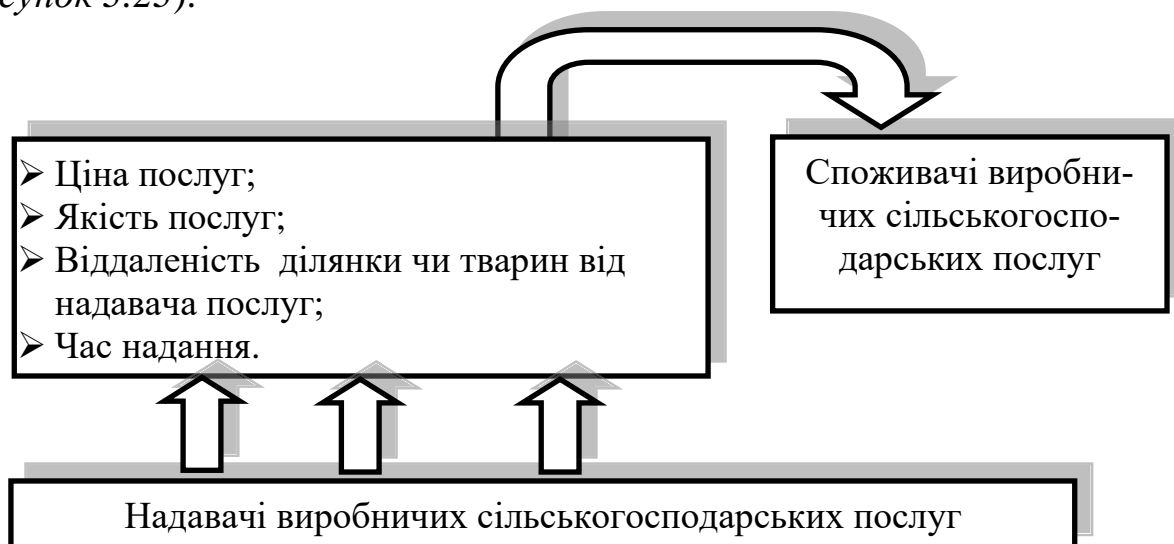 сунок 3.25).
➢ Ціна послуг;
➢ Якість послуг;
➢ Віддаленість ділянки чи тварин від
надавача послуг;
➢ Час надання.
Споживачі виробни-
чих сільськогоспо-
дарських послуг
Надавачі виробничих сільськогосподарських послуг